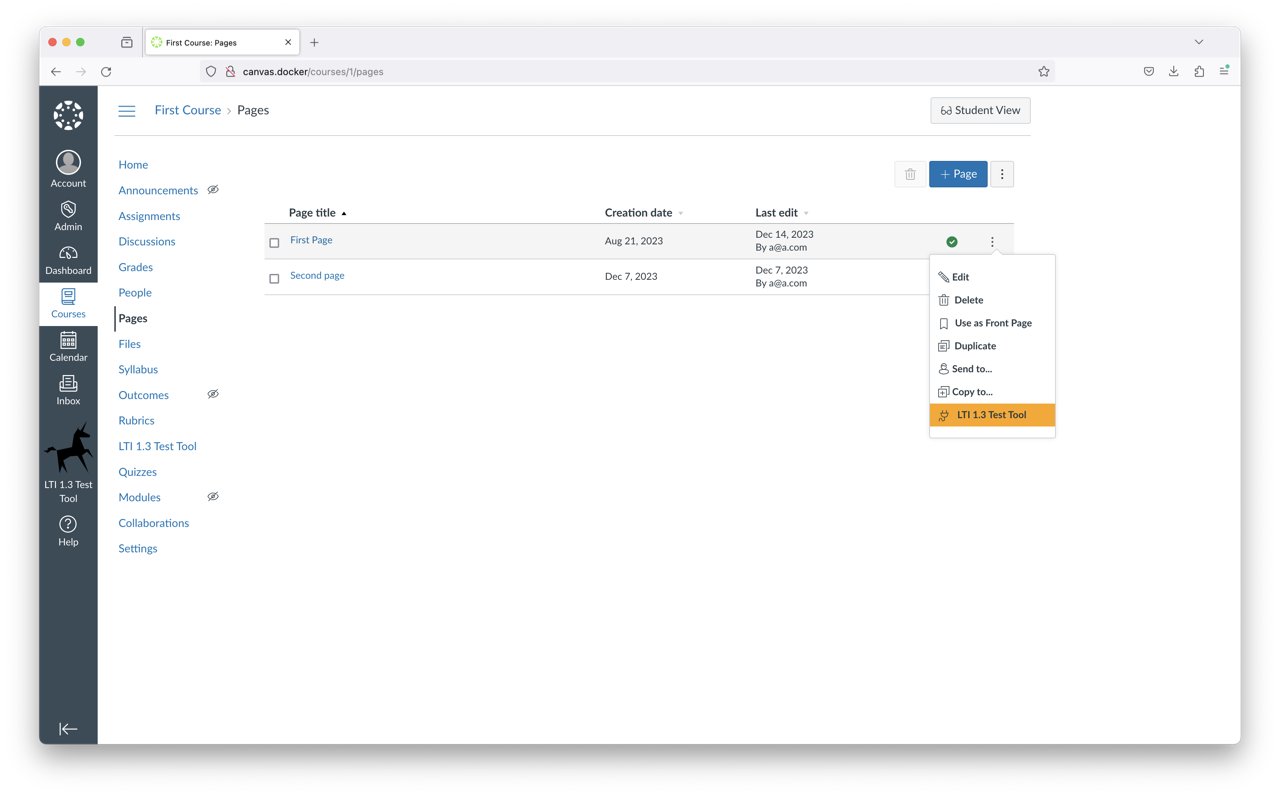 First Course: Pages
canvas.docker/courses/1/pages
First Course › Pages
Student View
Account
Admin
Dashboard
Courses
Calendar
Inbox
LTI 1.3 Test
Tool
Help
Home
Announcements
Assignments
Discussions
Grades
People
Pages
Files
Syllabus
Outcomes
Rubrics
LTI 1.3 Test Tool
Quizzes
Modules
Collaborations
Settings
+ Page
Page title Creation date Last edit
First Page Aug 21, 2023 Dec 14, 2023
By a@a.com
Second page Dec 7, 2023 Dec 7, 2023
By a@a.com
Edit
Delete
Use as Front Page
Duplicate
Send to...
Copy to...
LTI 1.3 Test Tool